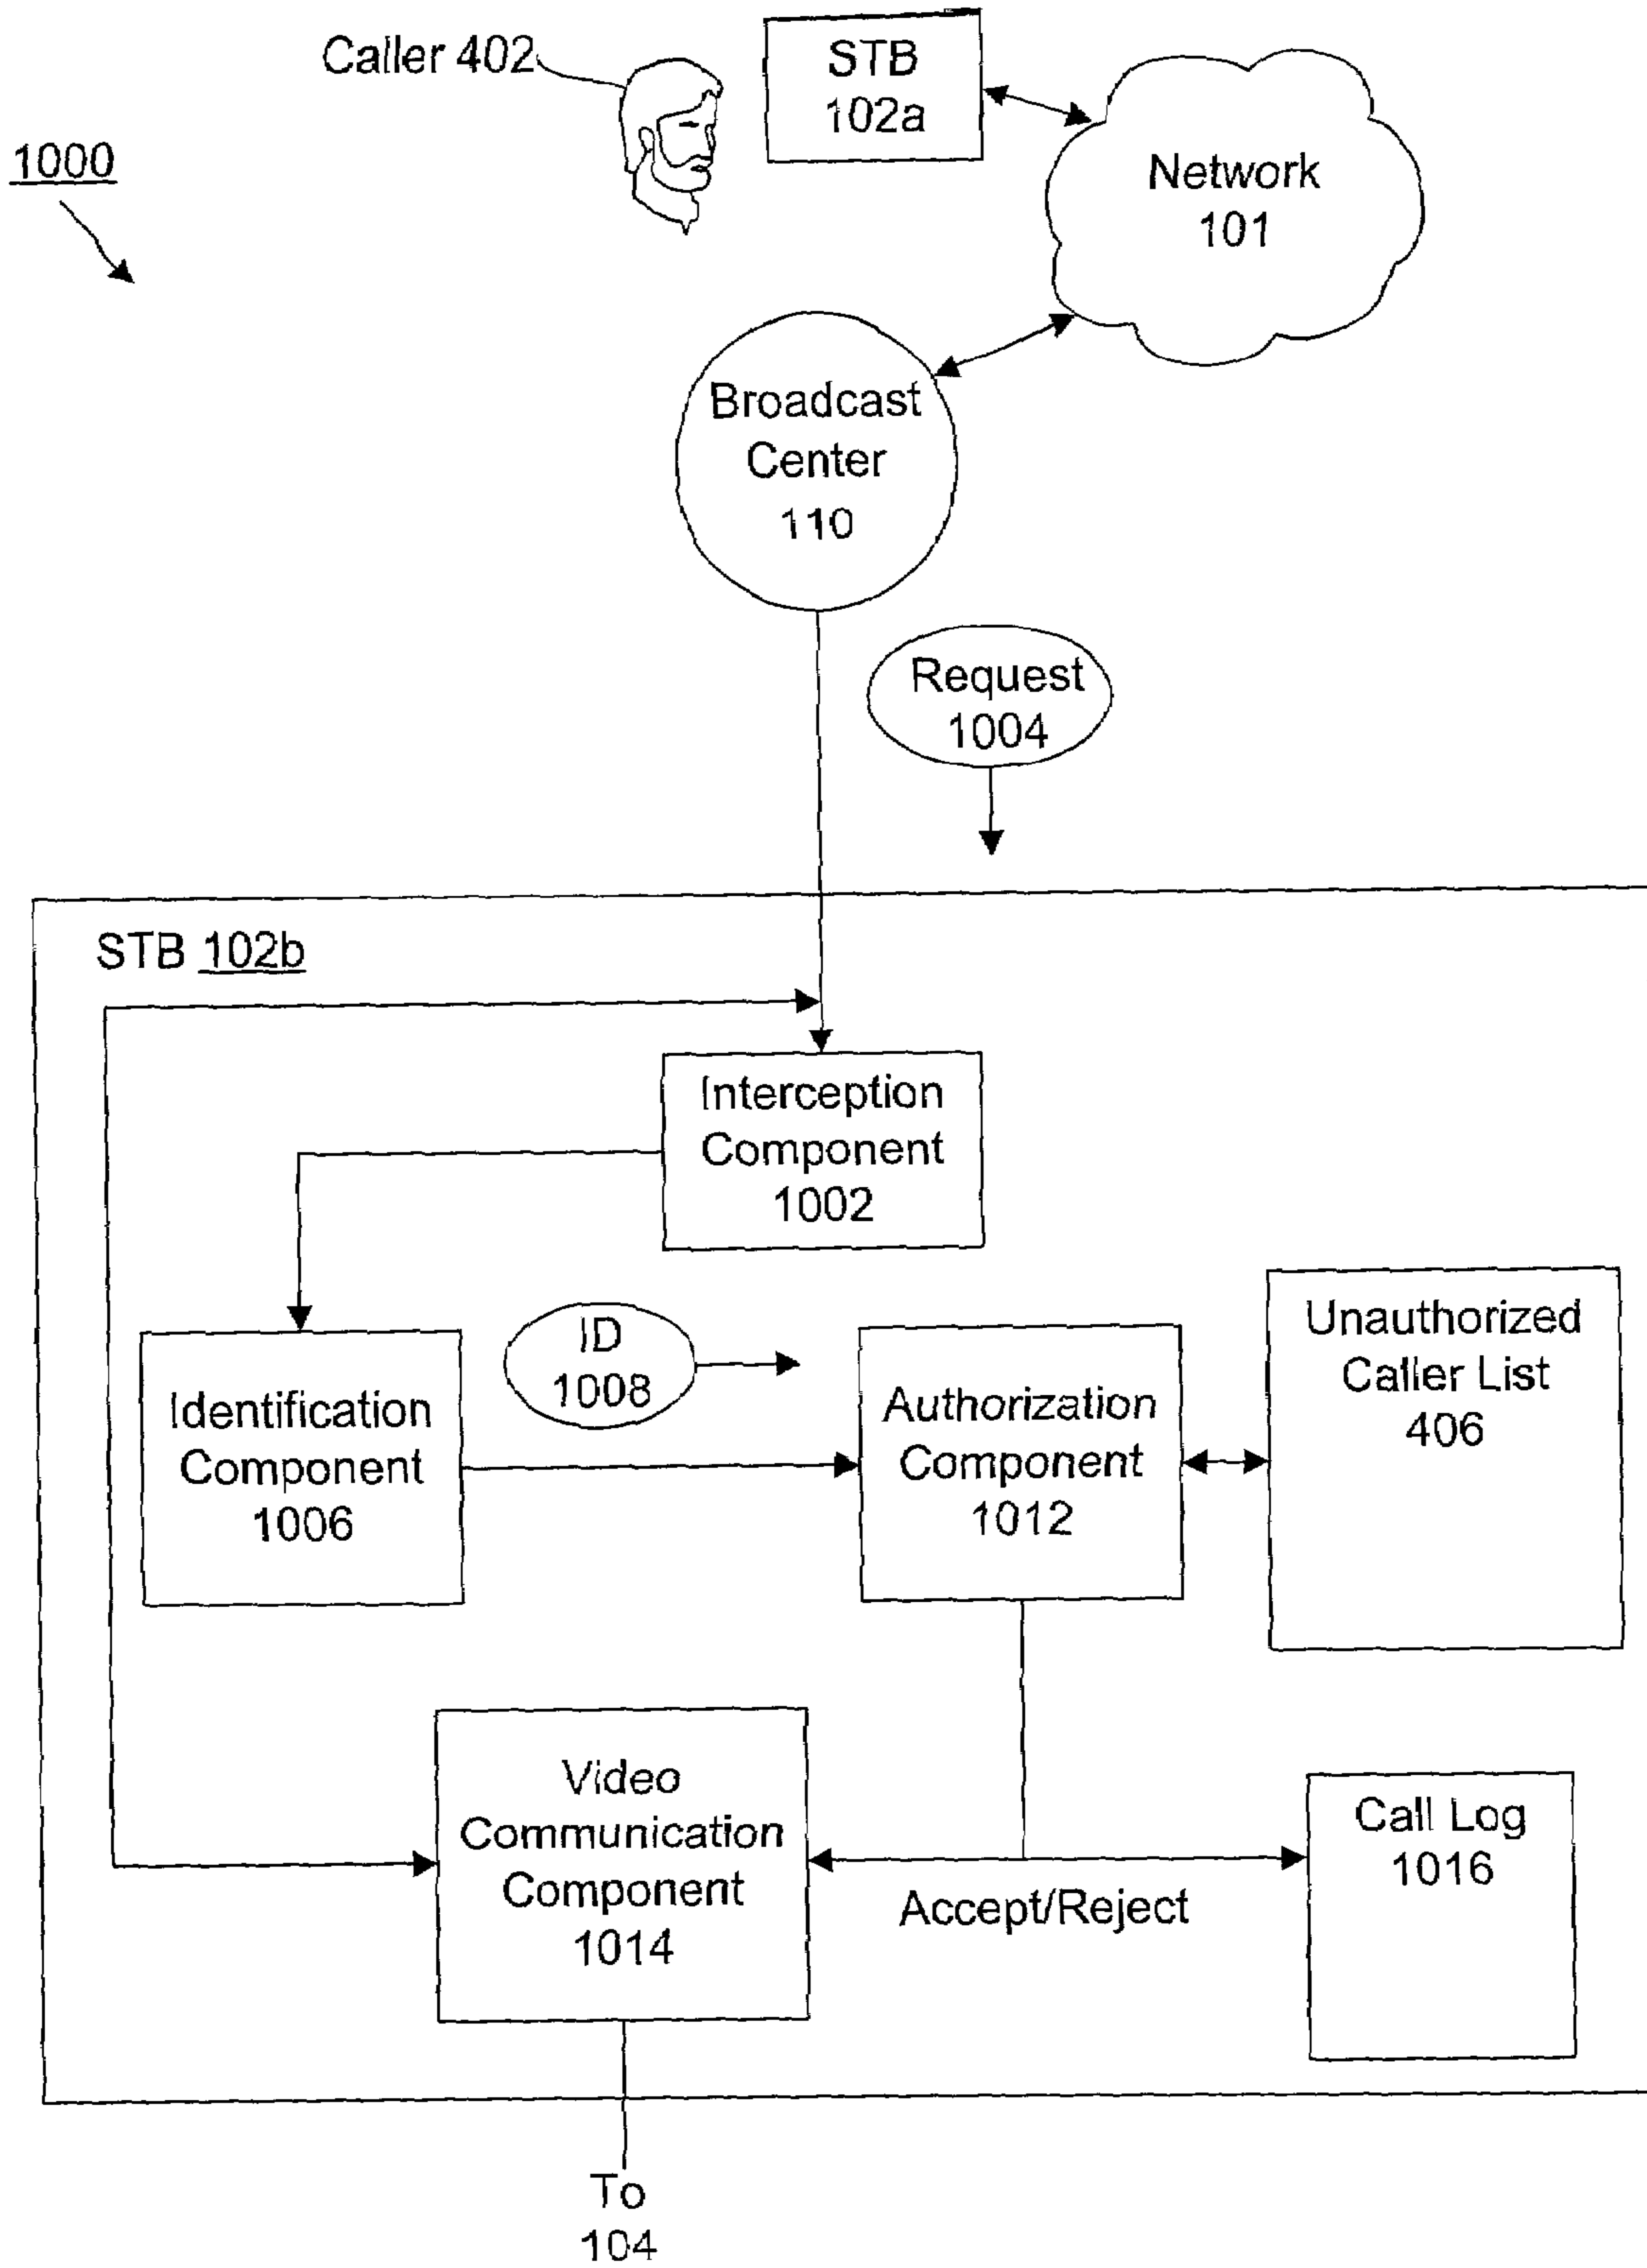 Caller 402
STB
102a
1000
Network
101
Broadcast
Center
110
Request
1004
STB 102b
Interception
Component
1002
ID
1008
Identification
Component
1006
Authorization
Component
1012
Unauthorized
Caller List
406
Video
Communication
Component
1014
Accept/Reject
Call Log
1016
To
104